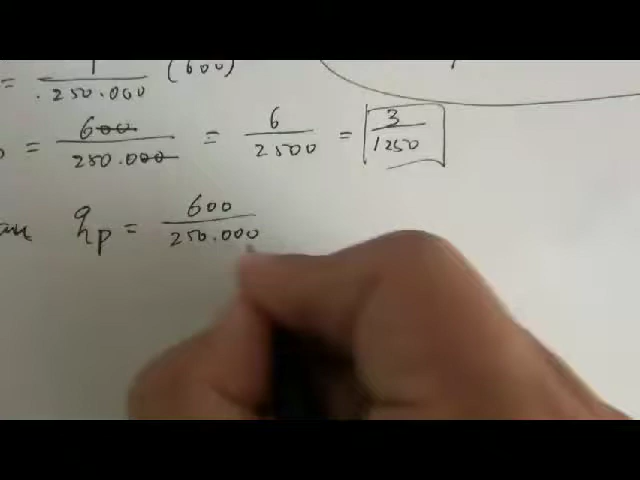 = 1/.250.000 (600)
= 600/250.000 = 6/2500 = 3/1250
qp = 600/250.000